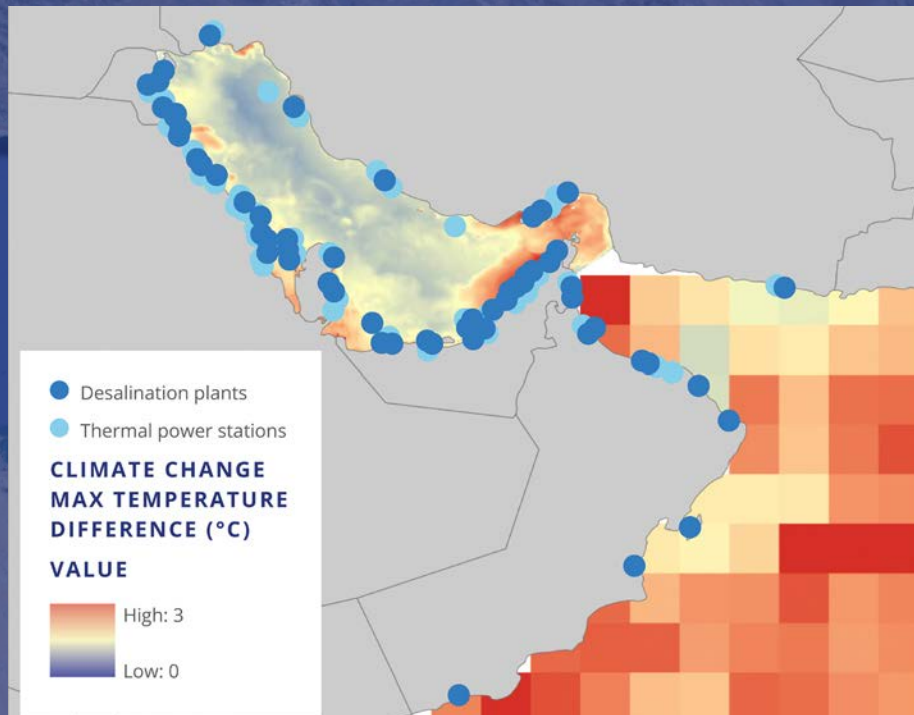 Desalination plants
Thermal power stations
CLIMATE CHANGE
MAX TEMPERATURE
DIFFERENCE (°C)
VALUE
High: 3
Low: 0